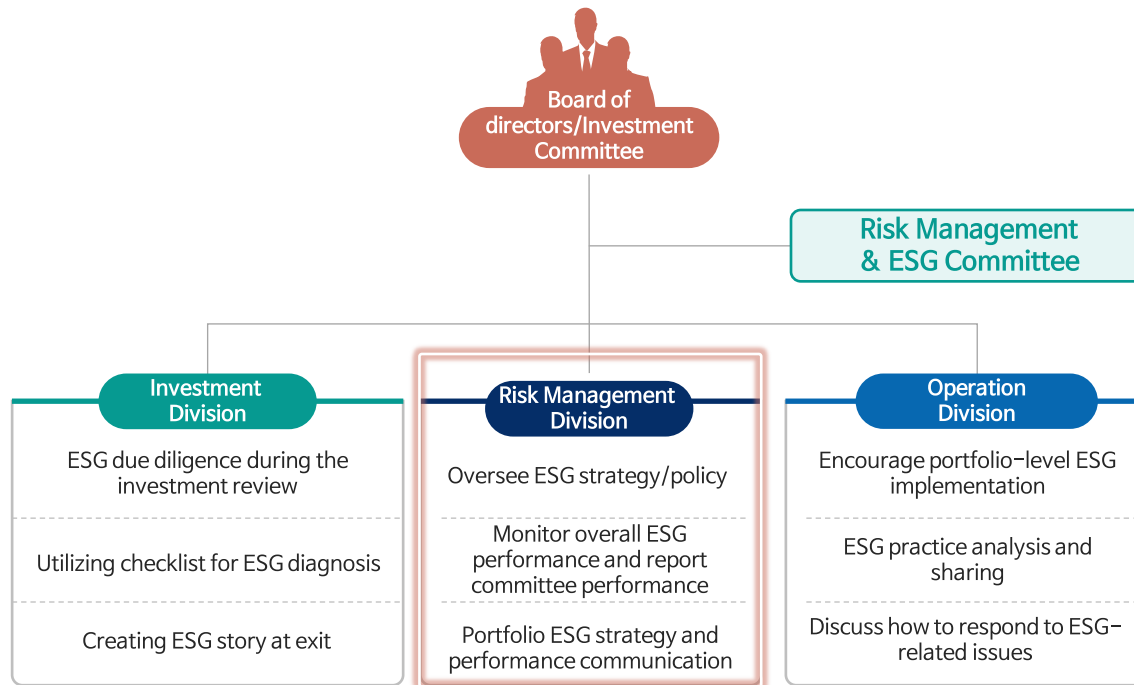 Board of
directors/Investment
Committee
Risk Management
& ESG Committee
Investment
Division
ESG due diligence during the
investment review
Utilizing checklist for ESG diagnosis
Creating ESG story at exit
Risk Management
Division
Oversee ESG strategy/policy
Monitor overall ESG
performance and report
committee performance
Portfolio ESG strategy and
performance communication
Operation
Division
Encourage portfolio-level ESG
implementation
ESG practice analysis and
sharing
Discuss how to respond to ESG-
related issues